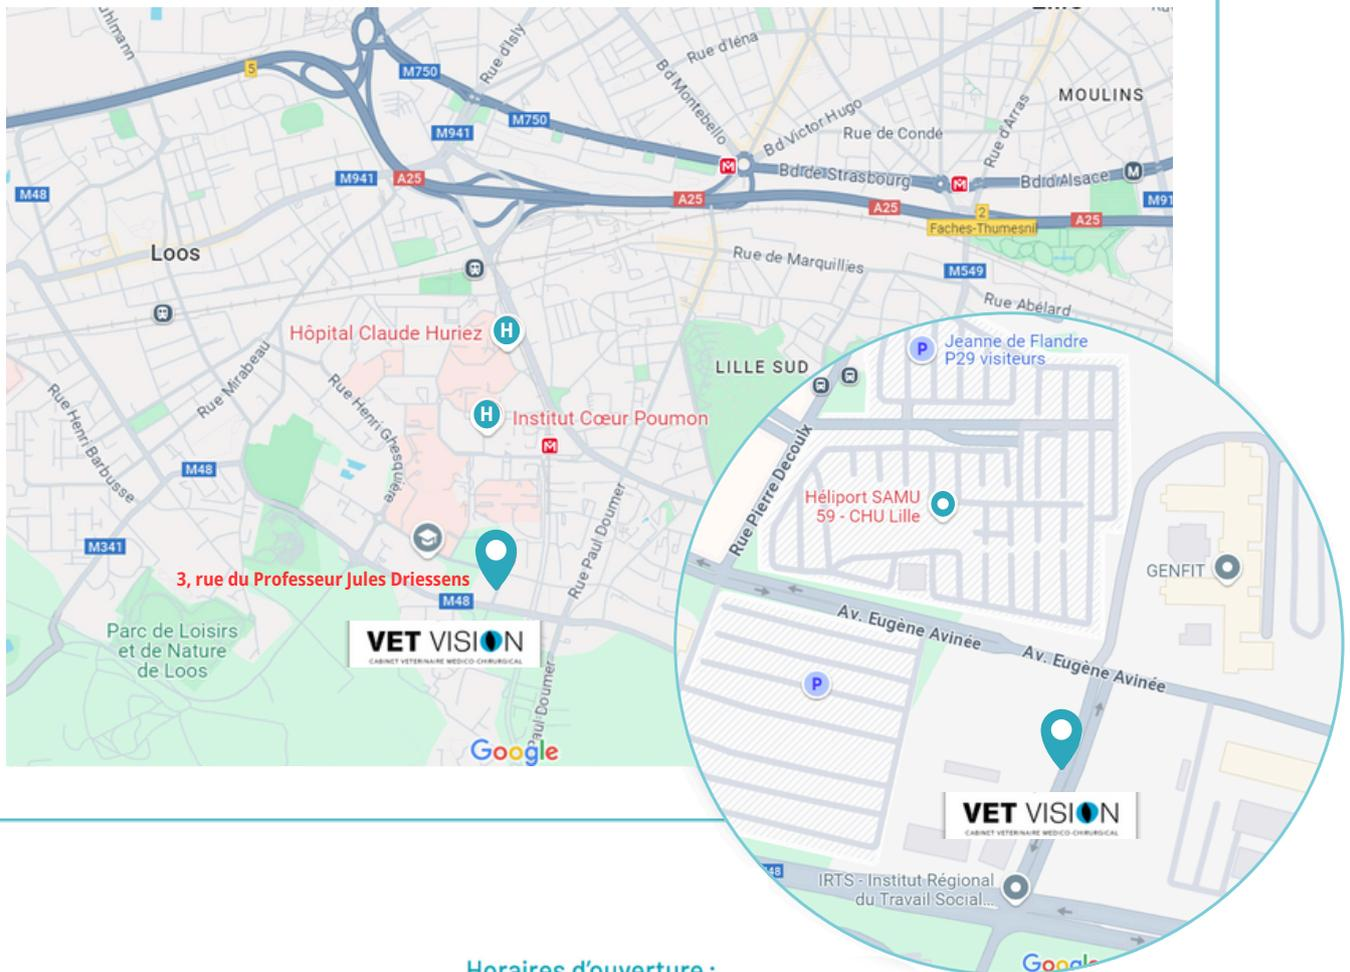 5
M750
Rue d'Isly
Rue d'Iéna
Bd Montebello
MOULINS
M750
M941
Bd Victor Hugo
Rue de Condé
Rue d'Arras
M941
A25
Bd de Strasbourg
Bd d'Alsace
M
M48
A25
A25
2
Faches-Thumesnil
A25
M91
Loos
Rue de Marquillies
M549
Rue Abélard
Hôpital Claude Huriez
H
Rue Mirabeau
Rue Henri Ghesquière
LILLE SUD
Jeanne de Flandre
P29 visiteurs
P
Rue Henri Barbusse
H
Institut Cœur Poumon
M48
Rue Pierre Decoulx
Héliport SAMU
59 - CHU Lille
M341
Rue Paul Doumer
GENFIT
3, rue du Professeur Jules Driessens
M48
Av. Eugène Avinée
Av. Eugène Avinée
Parc de Loisirs
et de Nature
de Loos
VET VISION
CABINET VETERINAIRE MEDICO-CHIRURGICAL
P
Paul Doumer
Google
VET VISION
CABINET VETERINAIRE MEDICO-CHIRURGICAL
IRTS - Institut Régional
du Travail Social...
Google
Horaires d'ouverture :